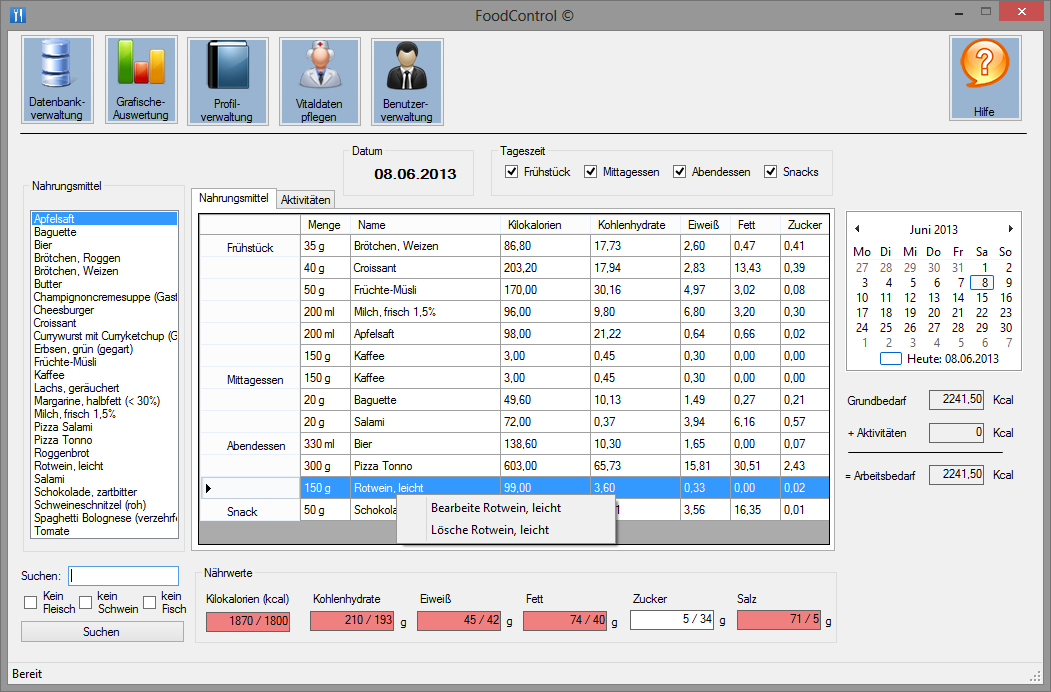 FoodControl ©
Datenbank-
verwaltung
Grafische-
Auswertung
Profil-
verwaltung
Vitaldaten
pflegen
Benutzer-
verwaltung
Hilfe
Datum
08.06.2013
Tageszeit
Frühstück Mittagessen Abendessen Snacks
Nahrungsmittel
Apfelsaft
Baguette
Bier
Brötchen, Roggen
Brötchen, Weizen
Butter
Champignoncremesuppe (Gast
Cheesburger
Croissant
Currywurst mit Curryketchup (G
Erbsen, grün (gegart)
Früchte-Müsli
Kaffee
Lachs, geräuchert
Margarine, halbfett (< 30%)
Milch, frisch 1,5%
Pizza Salami
Pizza Tonno
Roggenbrot
Rotwein, leicht
Salami
Schokolade, zartbitter
Schweineschnitzel (roh)
Spaghetti Bolognese (verzehrfe
Tomate
Nahrungsmittel Aktivitäten
Menge Name Kilokalorien Kohlenhydrate Eiweiß Fett Zucker
Frühstück 35 g Brötchen, Weizen 86,80 17,73 2,60 0,47 0,41
40 g Croissant 203,20 17,94 2,83 13,43 0,39
50 g Früchte-Müsli 170,00 30,16 4,97 3,02 0,08
200 ml Milch, frisch 1,5% 96,00 9,80 6,80 3,20 0,30
200 ml Apfelsaft 98,00 21,22 0,64 0,66 0,02
150 g Kaffee 3,00 0,45 0,30 0,00 0,00
Mittagessen 150 g Kaffee 3,00 0,45 0,30 0,00 0,00
20 g Baguette 49,60 10,13 1,49 0,27 0,21
20 g Salami 72,00 0,37 3,94 6,16 0,57
Abendessen 330 ml Bier 138,60 10,30 1,65 0,00 0,07
300 g Pizza Tonno 603,00 65,73 15,81 30,51 2,43
150 g Rotwein, leicht 99,00 3,60 0,33 0,00 0,02
Snack 50 g Schokola 1 3,56 16,35 0,01
Bearbeite Rotwein, leicht
Lösche Rotwein, leicht
Juni 2013
Mo Di Mi Do Fr Sa So
27 28 29 30 31 1 2
3 4 5 6 7 8 9
10 11 12 13 14 15 16
17 18 19 20 21 22 23
24 25 26 27 28 29 30
1 2 3 4 5 6 7
Heute: 08.06.2013
Grundbedarf 2241,50 Kcal
+ Aktivitäten 0 Kcal
= Arbeitsbedarf 2241,50 Kcal
Suchen:
Kein Fleisch
kein Schwein
kein Fisch
Suchen
Nährwerte
Kilokalorien (kcal) Kohlenhydrate Eiweiß Fett Zucker Salz
1870 / 1800 210 / 193 g 45 / 42 g 74 / 40 g 5 / 34 g 71 / 5 g
Bereit